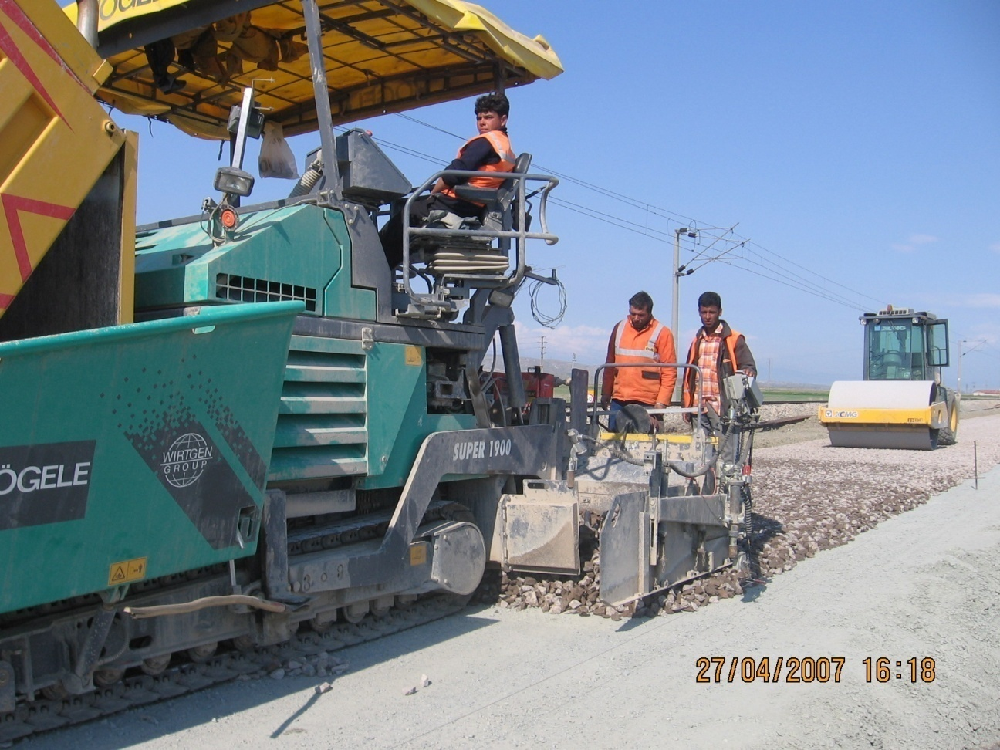 WIRTGEN
GROUP
ÖGELE
SUPER 1900
XCMG
27/04/2007 16:18